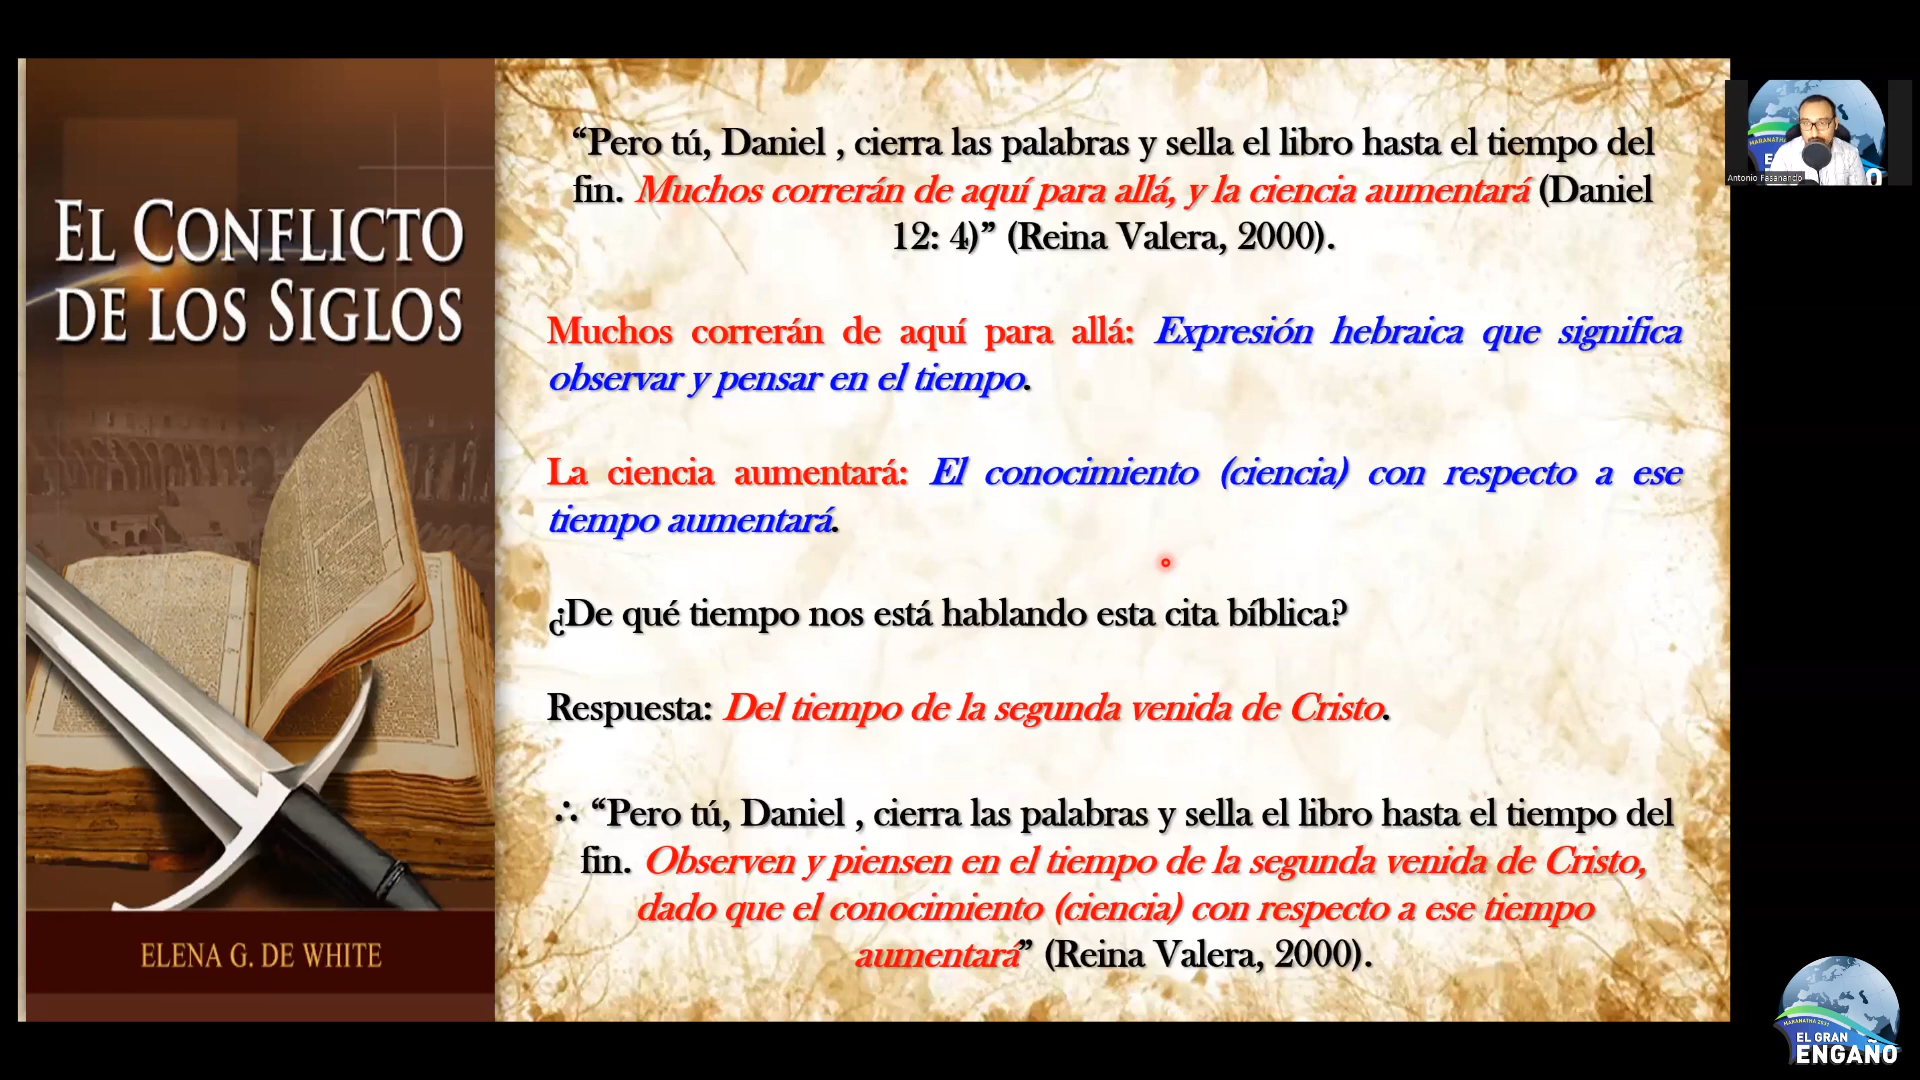 EL CONFLICTO
DE LOS SIGLOS
ELENA G. DE WHITE
“Pero tú, Daniel , cierra las palabras y sella el libro hasta el tiempo del
fin. Muchos correrán de aquí para allá, y la ciencia aumentará (Daniel
12: 4)” (Reina Valera, 2000).
Muchos correrán de aquí para allá: Expresión hebraica que significa
observar y pensar en el tiempo.
La ciencia aumentará: El conocimiento (ciencia) con respecto a ese
tiempo aumentará.
¿De qué tiempo nos está hablando esta cita bíblica?
Respuesta: Del tiempo de la segunda venida de Cristo.
∴ “Pero tú, Daniel , cierra las palabras y sella el libro hasta el tiempo del
fin. Observen y piensen en el tiempo de la segunda venida de Cristo,
dado que el conocimiento (ciencia) con respecto a ese tiempo
aumentará” (Reina Valera, 2000).
Antonio Fasanando
MARANATHA 2031
EL GRAN
ENGAÑO